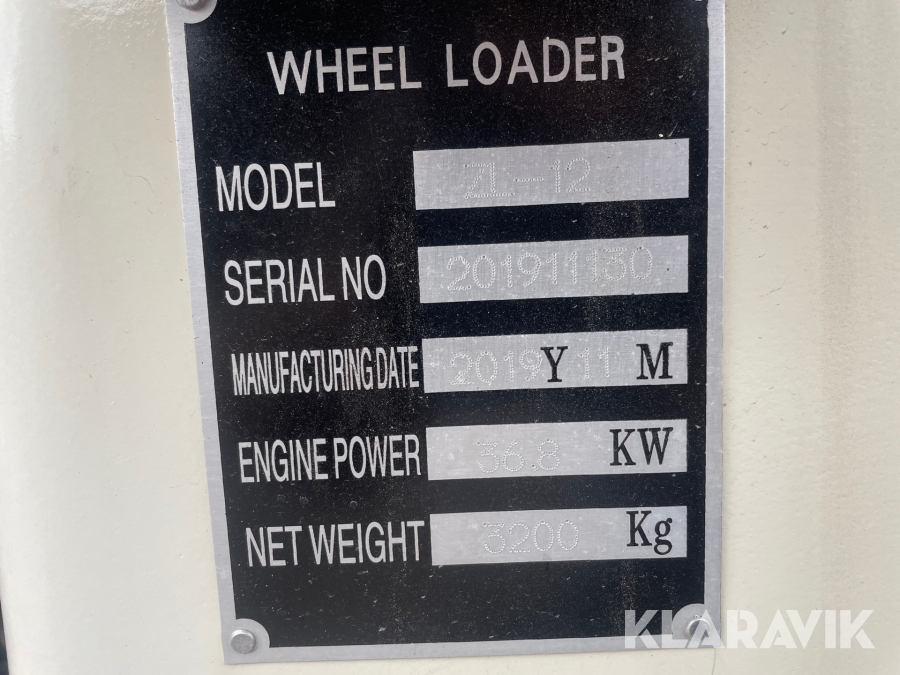 WHEEL LOADER
MODEL ZL-12
SERIAL NO 201911130
MANUFACTURING DATE 2019 Y 11 M
ENGINE POWER 36.8 KW
NET WEIGHT 3200 Kg
KLARAVIK